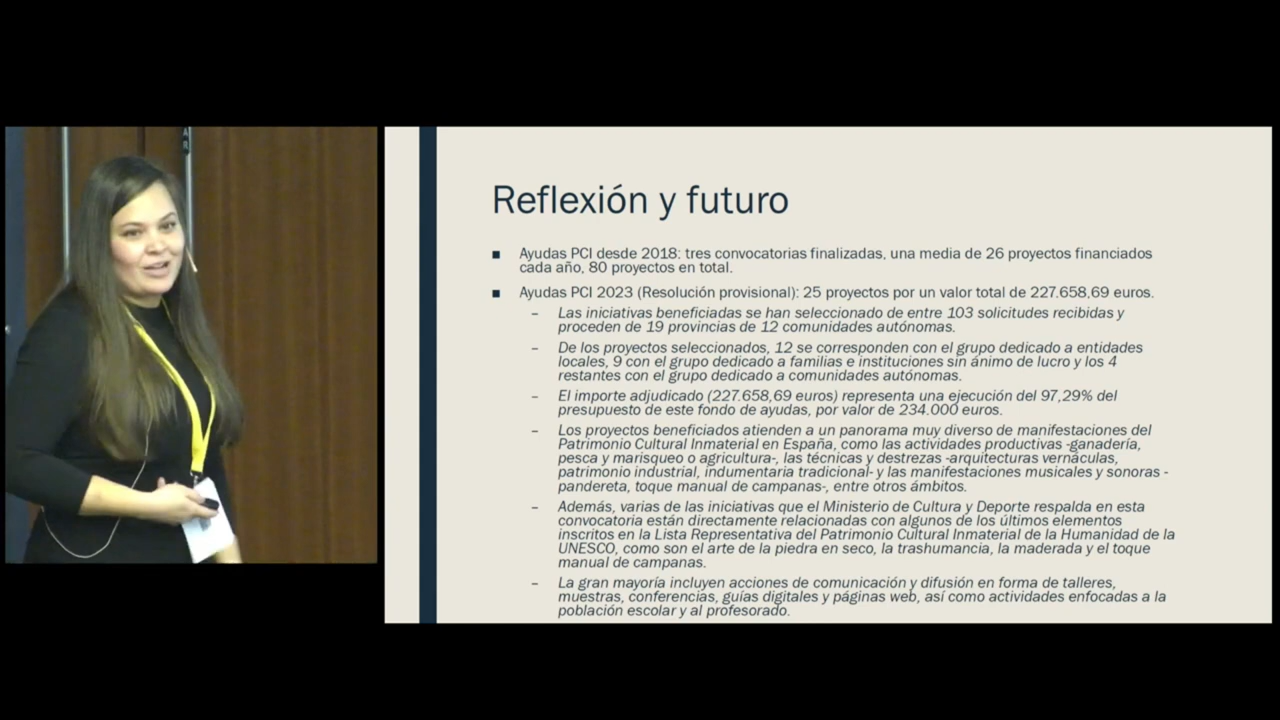 AR
Reflexión y futuro
■ Ayudas PCI desde 2018: tres convocatorias finalizadas, una media de 26 proyectos financiados
cada año, 80 proyectos en total.
■ Ayudas PCI 2023 (Resolución provisional): 25 proyectos por un valor total de 227.658,69 euros.
– Las iniciativas beneficiadas se han seleccionado de entre 103 solicitudes recibidas y
proceden de 19 provincias de 12 comunidades autónomas.
– De los proyectos seleccionados, 12 se corresponden con el grupo dedicado a entidades
locales, 9 con el grupo dedicado a familias e instituciones sin ánimo de lucro y los 4
restantes con el grupo dedicado a comunidades autónomas.
– El importe adjudicado (227.658,69 euros) representa una ejecución del 97,29% del
presupuesto de este fondo de ayudas, por valor de 234.000 euros.
– Los proyectos beneficiados atienden a un panorama muy diverso de manifestaciones del
Patrimonio Cultural Inmaterial en España, como las actividades productivas -ganadería,
pesca y marisqueo o agricultura-, las técnicas y destrezas -arquitecturas vernáculas,
patrimonio industrial, indumentaria tradicional- y las manifestaciones musicales y sonoras -
pandereta, toque manual de campanas-, entre otros ámbitos.
– Además, varias de las iniciativas que el Ministerio de Cultura y Deporte respalda en esta
convocatoria están directamente relacionadas con algunos de los últimos elementos
inscritos en la Lista Representativa del Patrimonio Cultural Inmaterial de la Humanidad de la
UNESCO, como son el arte de la piedra en seco, la trashumancia, la maderada y el toque
manual de campanas.
– La gran mayoría incluyen acciones de comunicación y difusión en forma de talleres,
muestras, conferencias, guías digitales y páginas web, así como actividades enfocadas a la
población escolar y al profesorado.